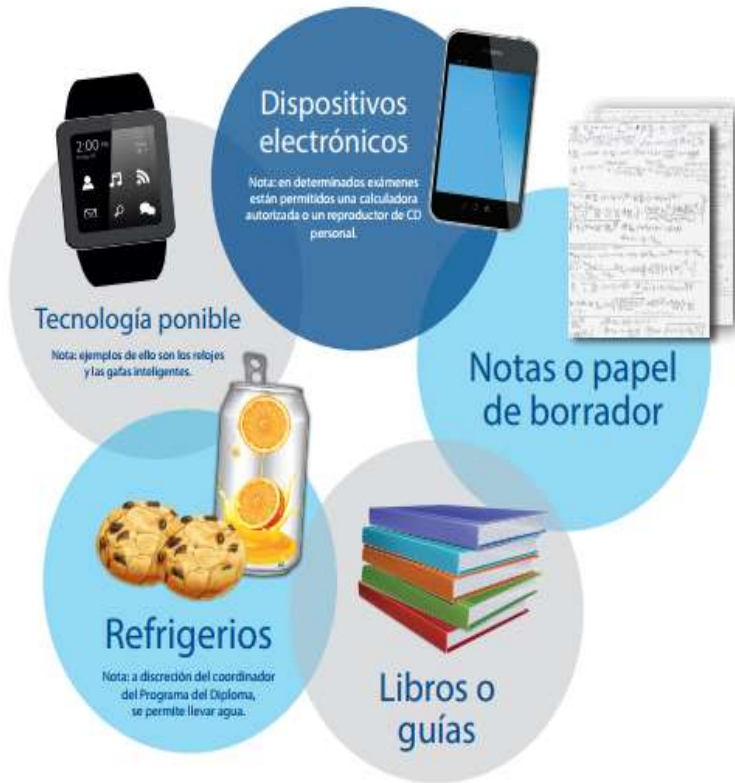 Dispositivos
electrónicos
Nota: en determinados exámenes
están permitidos una calculadora
autorizada o un reproductor de CD
personal.
2:00
Tecnología ponible
Nota: ejemplos de ello son los relojes
y las gafas inteligentes.
Notas o papel
de borrador
Refrigerios
Nota: a discreción del coordinador
del Programa del Diploma,
se permite llevar agua.
Libros o
guías